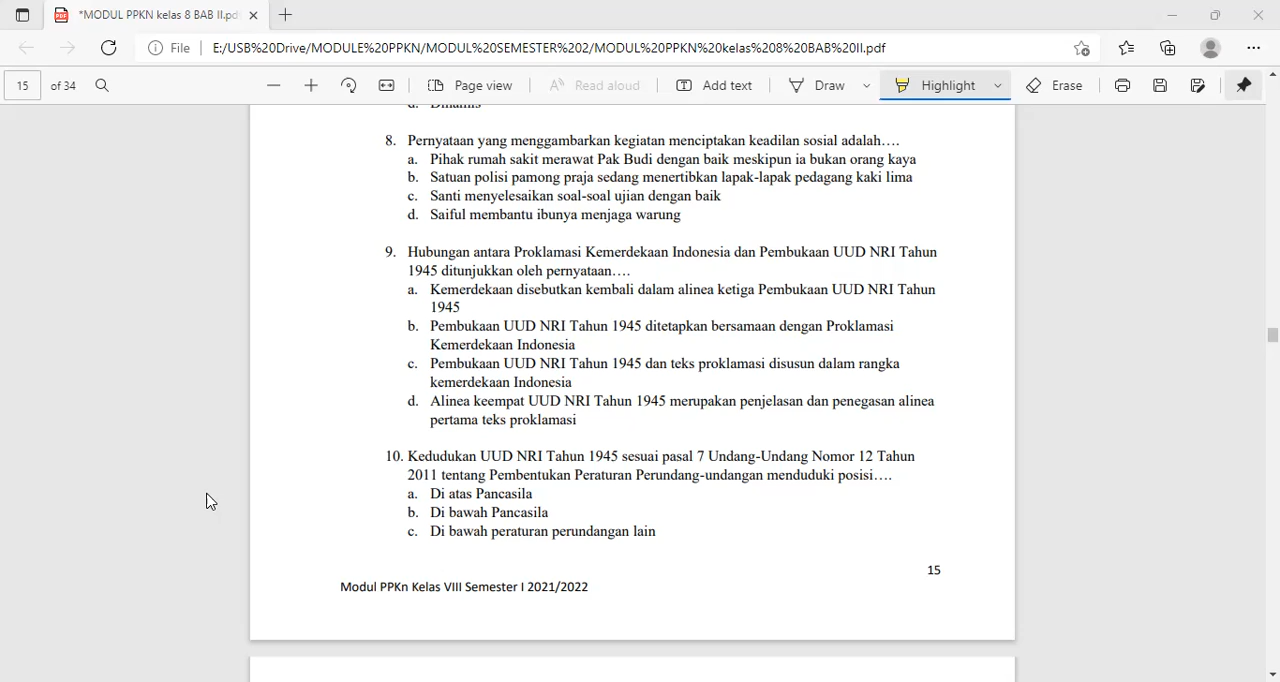 *MODUL PPKN kelas 8 BAB II.pd
File E:/USB%20Drive/MODULE%20PPKN/MODUL%20SEMESTER%202/MODUL%20PPKN%20kelas%208%20BAB%20II.pdf
15 of 34 Page view Read aloud Add text Draw Highlight Erase
d. Dinamis
8. Pernyataan yang menggambarkan kegiatan menciptakan keadilan sosial adalah….
a. Pihak rumah sakit merawat Pak Budi dengan baik meskipun ia bukan orang kaya
b. Satuan polisi pamong praja sedang menertibkan lapak-lapak pedagang kaki lima
c. Santi menyelesaikan soal-soal ujian dengan baik
d. Saiful membantu ibunya menjaga warung
9. Hubungan antara Proklamasi Kemerdekaan Indonesia dan Pembukaan UUD NRI Tahun
1945 ditunjukkan oleh pernyataan….
a. Kemerdekaan disebutkan kembali dalam alinea ketiga Pembukaan UUD NRI Tahun
1945
b. Pembukaan UUD NRI Tahun 1945 ditetapkan bersamaan dengan Proklamasi
Kemerdekaan Indonesia
c. Pembukaan UUD NRI Tahun 1945 dan teks proklamasi disusun dalam rangka
kemerdekaan Indonesia
d. Alinea keempat UUD NRI Tahun 1945 merupakan penjelasan dan penegasan alinea
pertama teks proklamasi
10. Kedudukan UUD NRI Tahun 1945 sesuai pasal 7 Undang-Undang Nomor 12 Tahun
2011 tentang Pembentukan Peraturan Perundang-undangan menduduki posisi….
a. Di atas Pancasila
b. Di bawah Pancasila
c. Di bawah peraturan perundangan lain
15
Modul PPKn Kelas VIII Semester I 2021/2022